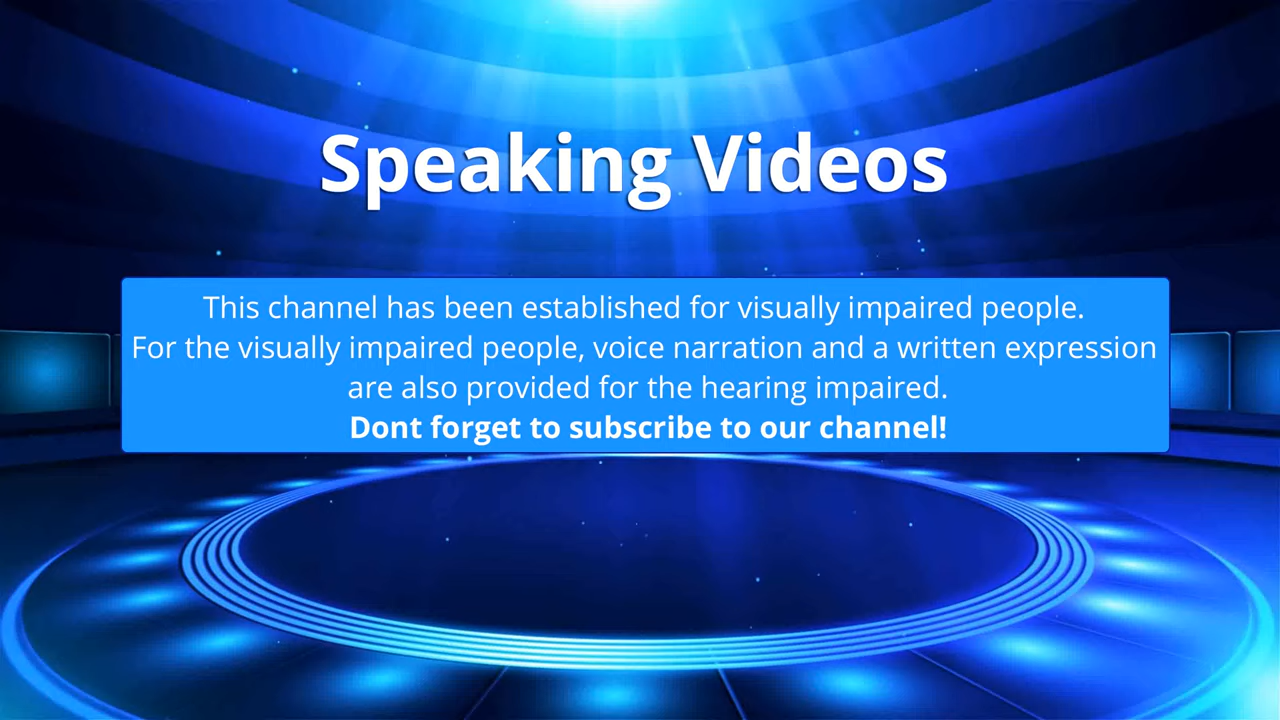 Speaking Videos
This channel has been established for visually impaired people.
For the visually impaired people, voice narration and a written expression
are also provided for the hearing impaired.
Dont forget to subscribe to our channel!